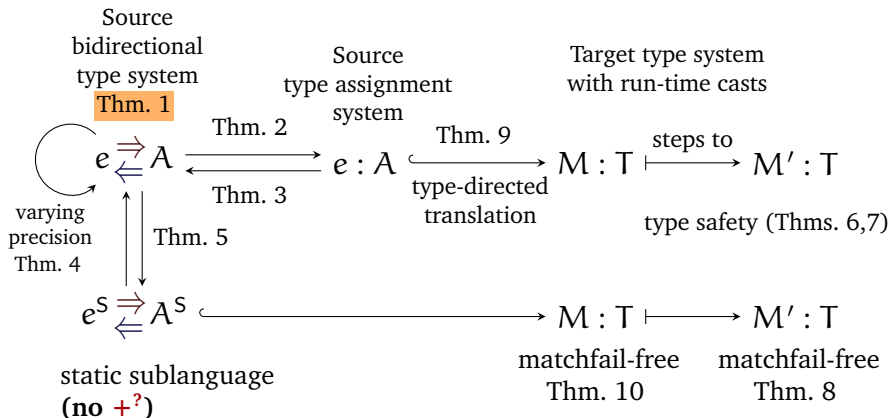 Source
bidirectional
type system
Thm. 1
Source
type assignment
system
Target type system
with run-time casts
Thm. 2
Thm. 9
steps to
e ⇒⇐ A
e : A
M : T
M′ : T
Thm. 3
type-directed
translation
type safety (Thms. 6,7)
varying
precision
Thm. 4
Thm. 5
eS ⇒⇐ AS
M : T
M′ : T
matchfail-free
Thm. 10
matchfail-free
Thm. 8
static sublanguage
(no +?)